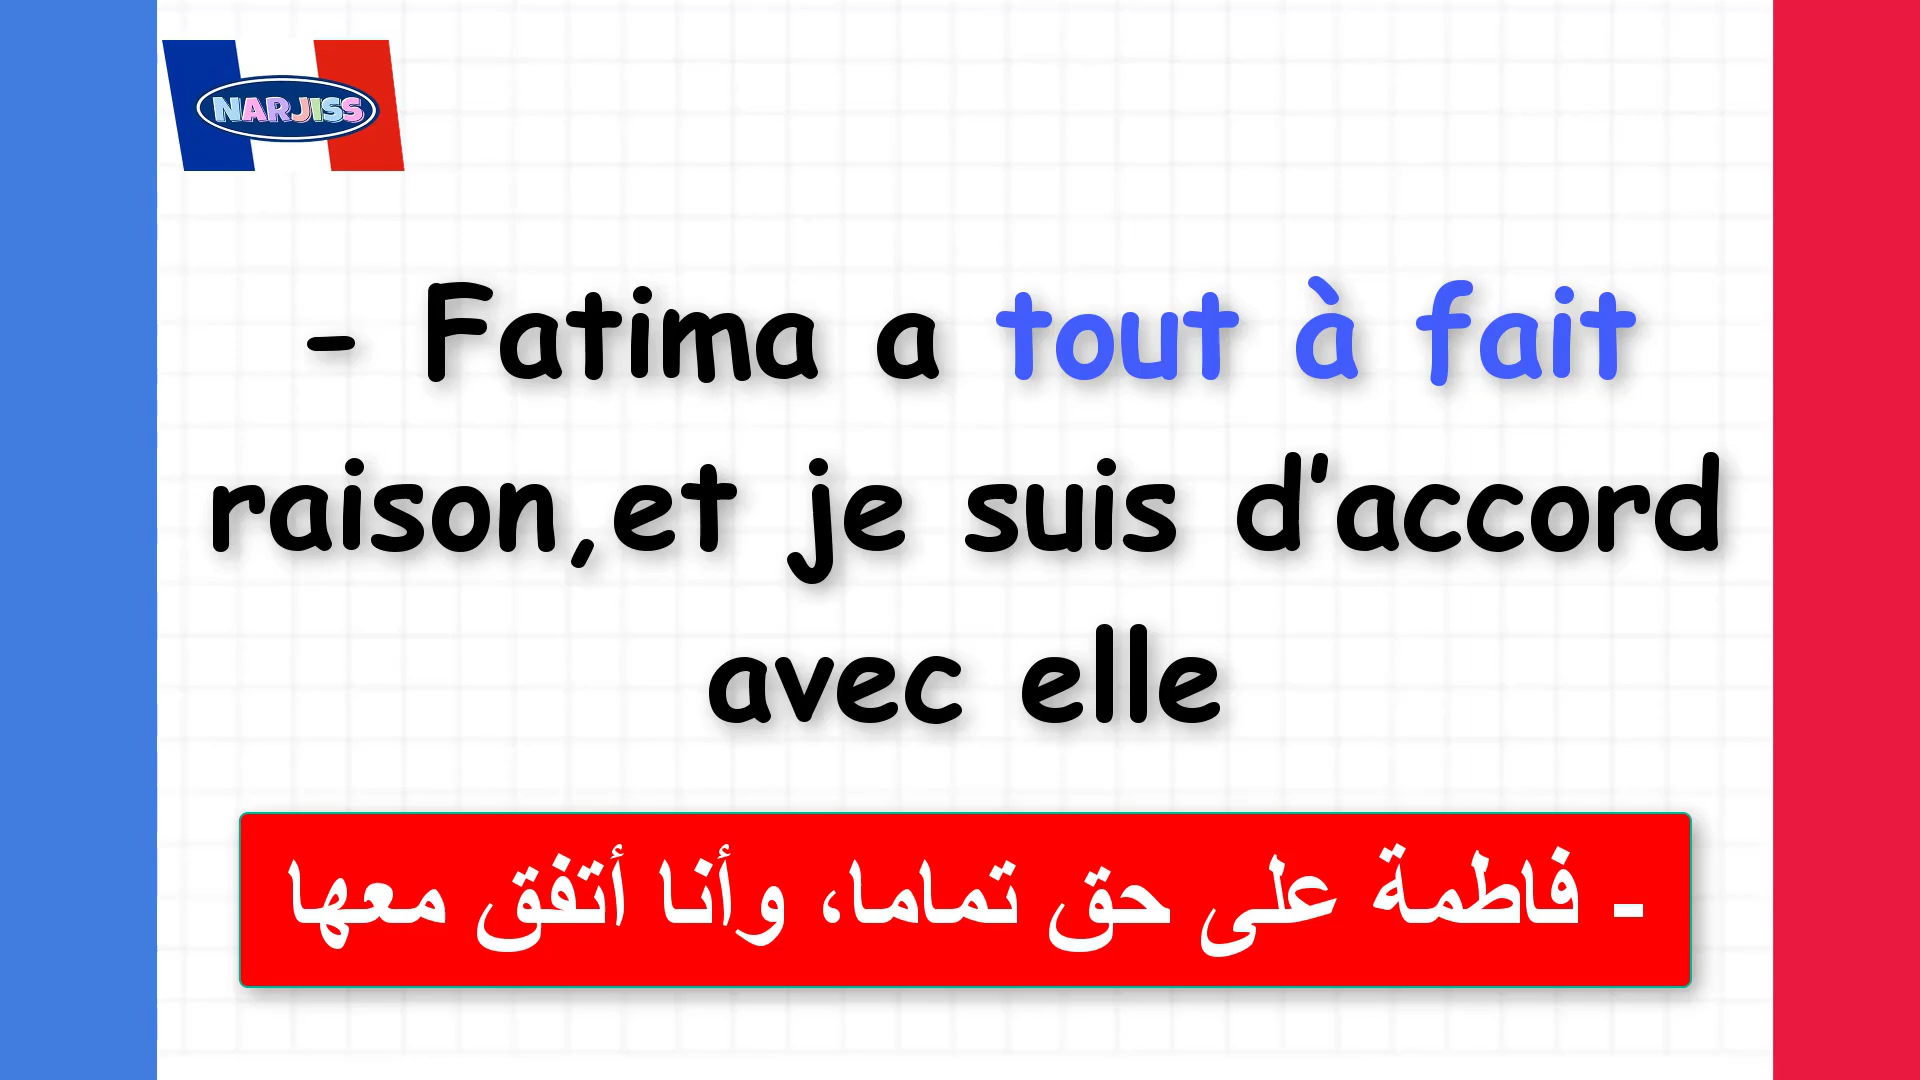 NARJISS
- Fatima a tout à fait
raison,et je suis d’accord
avec elle
- فاطمة على حق تماما، وأنا أتفق معها